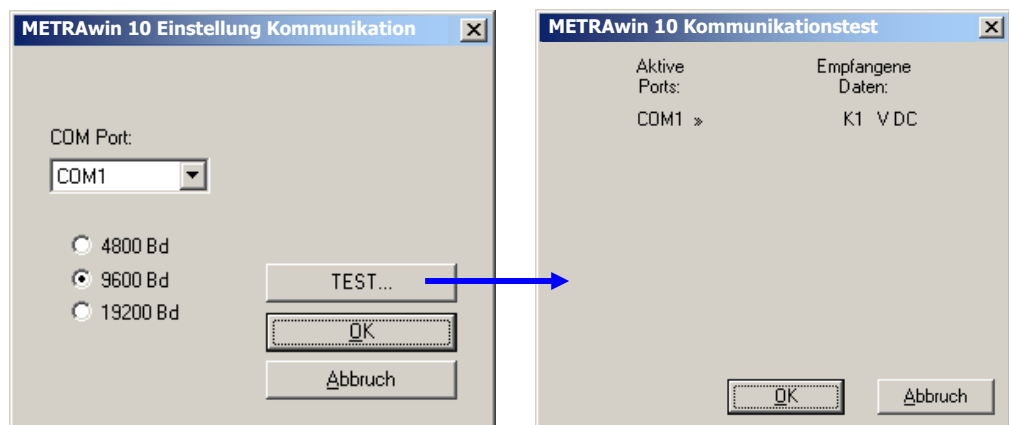 METRAwin 10 Einstellung Kommunikation
COM Port:
COM1
4800 Bd
9600 Bd
19200 Bd
TEST...
OK
Abbruch
METRAwin 10 Kommunikationstest
Aktive Ports:
Empfangene Daten:
COM1 » K1 V DC
OK
Abbruch